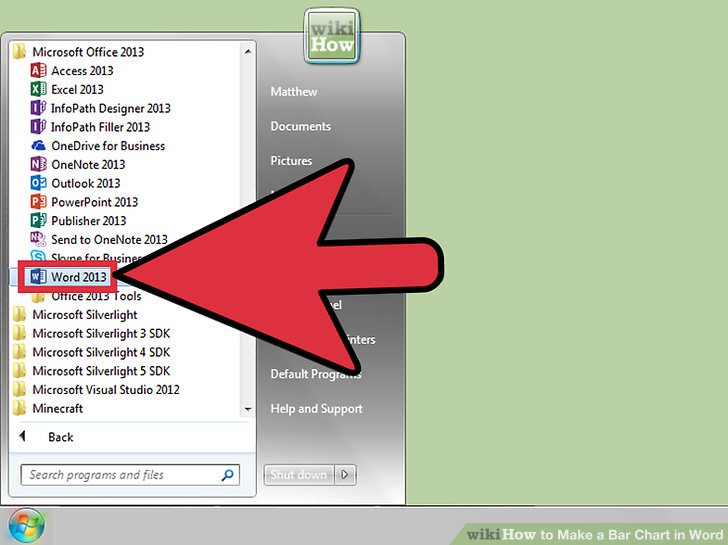 wiki
How
Microsoft Office 2013
Access 2013
Excel 2013
InfoPath Designer 2013
InfoPath Filler 2013
OneDrive for Business
OneNote 2013
Outlook 2013
PowerPoint 2013
Publisher 2013
Send to OneNote 2013
Skype for Busines
Word 2013
Office 2013 Tools
Microsoft Silverlight
Microsoft Silverlight 3 SDK
Microsoft Silverlight 4 SDK
Microsoft Silverlight 5 SDK
Microsoft Visual Studio 2012
Minecraft
Back
Search programs and files
Matthew
Documents
Pictures
el
inters
Default Programs
Help and Support
Shut down
wikiHow to Make a Bar Chart in Word